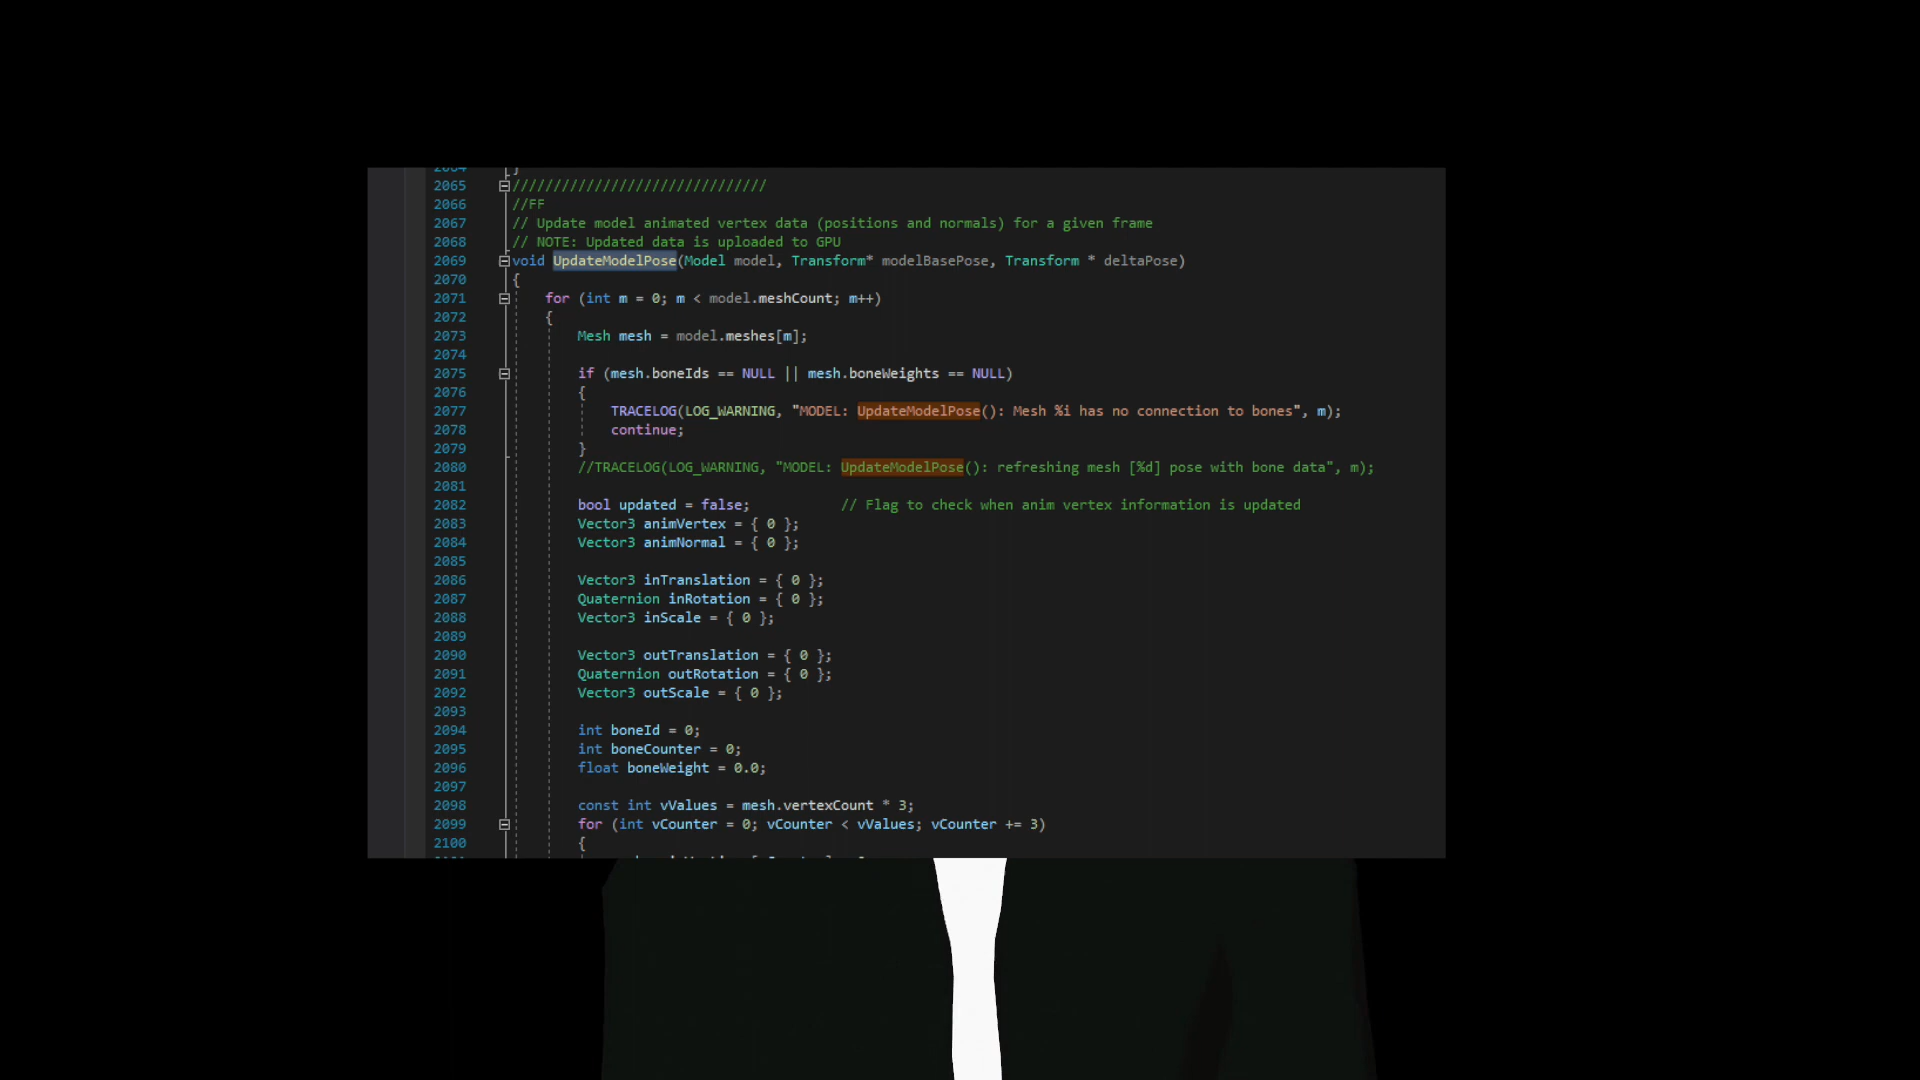 2065 ///////////////////////////////
2066 //FF
2067 // Update model animated vertex data (positions and normals) for a given frame
2068 // NOTE: Updated data is uploaded to GPU
2069 void UpdateModelPose(Model model, Transform* modelBasePose, Transform * deltaPose)
2070 {
2071 for (int m = 0; m < model.meshCount; m++)
2072 {
2073 Mesh mesh = model.meshes[m];
2074
2075 if (mesh.boneIds == NULL || mesh.boneWeights == NULL)
2076 {
2077 TRACELOG(LOG_WARNING, "MODEL: UpdateModelPose(): Mesh %i has no connection to bones", m);
2078 continue;
2079 }
2080 //TRACELOG(LOG_WARNING, "MODEL: UpdateModelPose(): refreshing mesh [%d] pose with bone data", m);
2081
2082 bool updated = false; // Flag to check when anim vertex information is updated
2083 Vector3 animVertex = { 0 };
2084 Vector3 animNormal = { 0 };
2085
2086 Vector3 inTranslation = { 0 };
2087 Quaternion inRotation = { 0 };
2088 Vector3 inScale = { 0 };
2089
2090 Vector3 outTranslation = { 0 };
2091 Quaternion outRotation = { 0 };
2092 Vector3 outScale = { 0 };
2093
2094 int boneId = 0;
2095 int boneCounter = 0;
2096 float boneWeight = 0.0;
2097
2098 const int vValues = mesh.vertexCount * 3;
2099 for (int vCounter = 0; vCounter < vValues; vCounter += 3)
2100 {